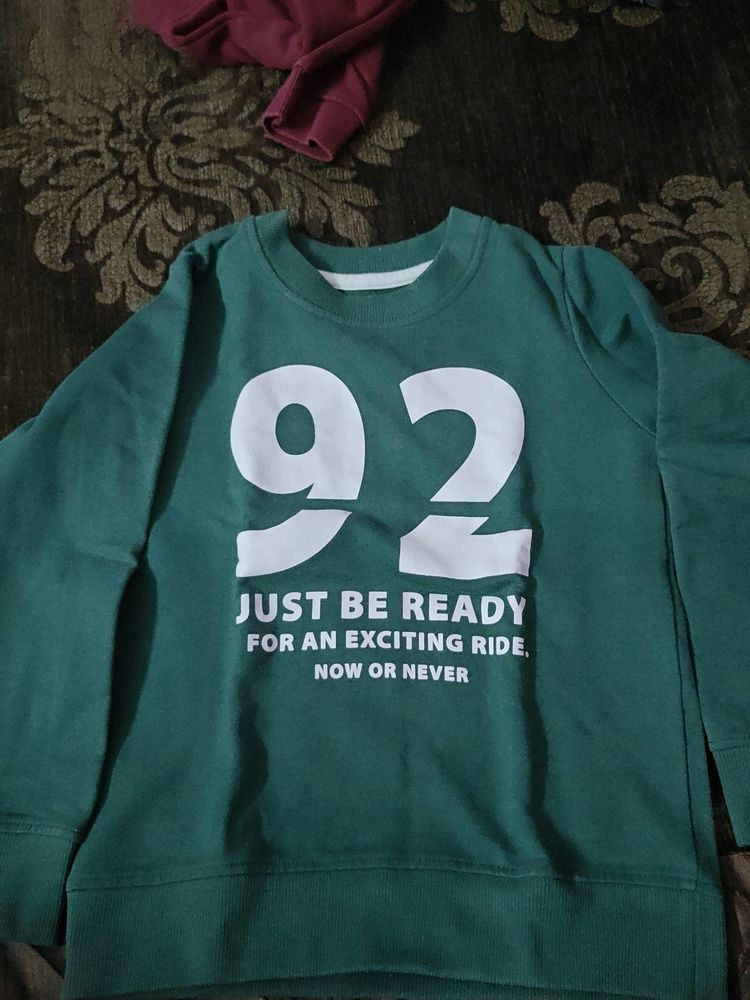 92
JUST BE READY
FOR AN EXCITING RIDE.
NOW OR NEVER